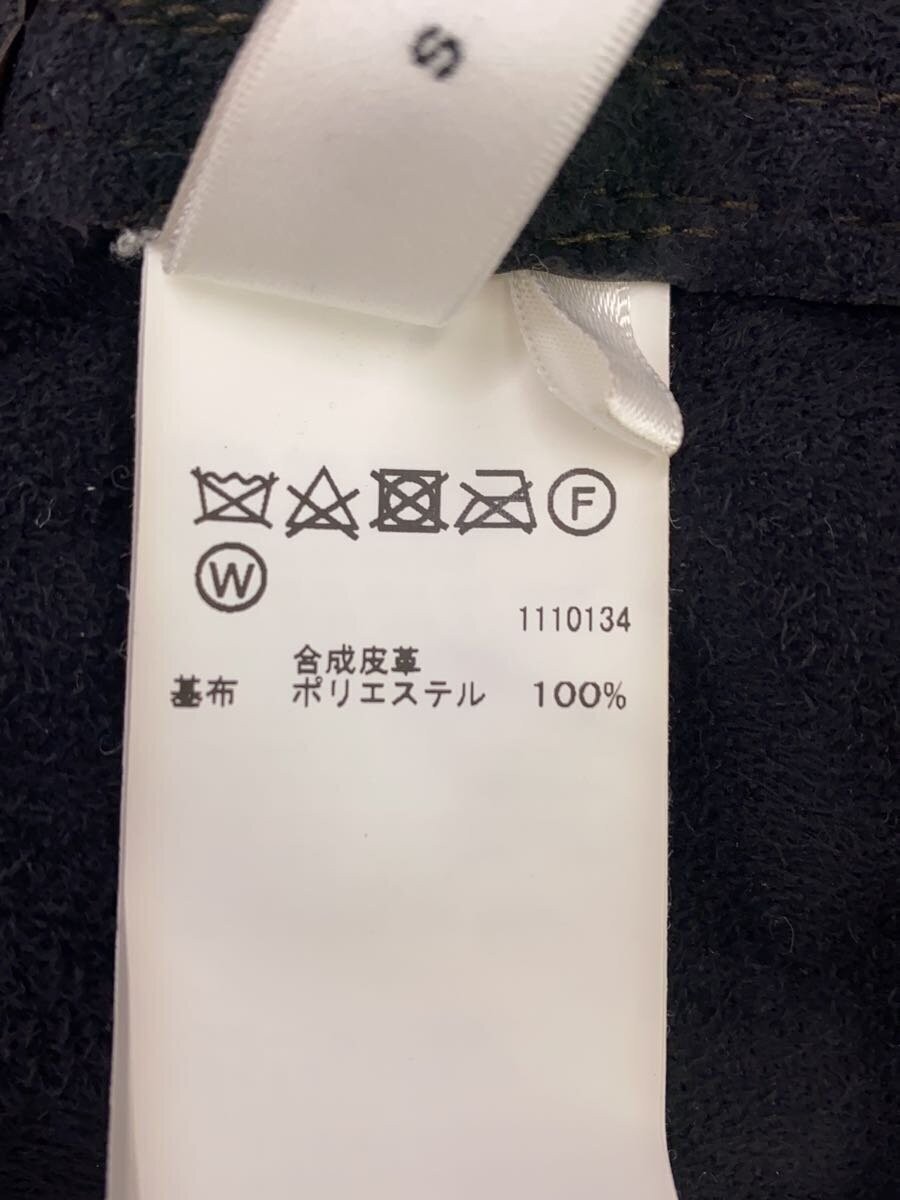 S
F
W
1110134
合成皮革
基布 ポリエステル 100%